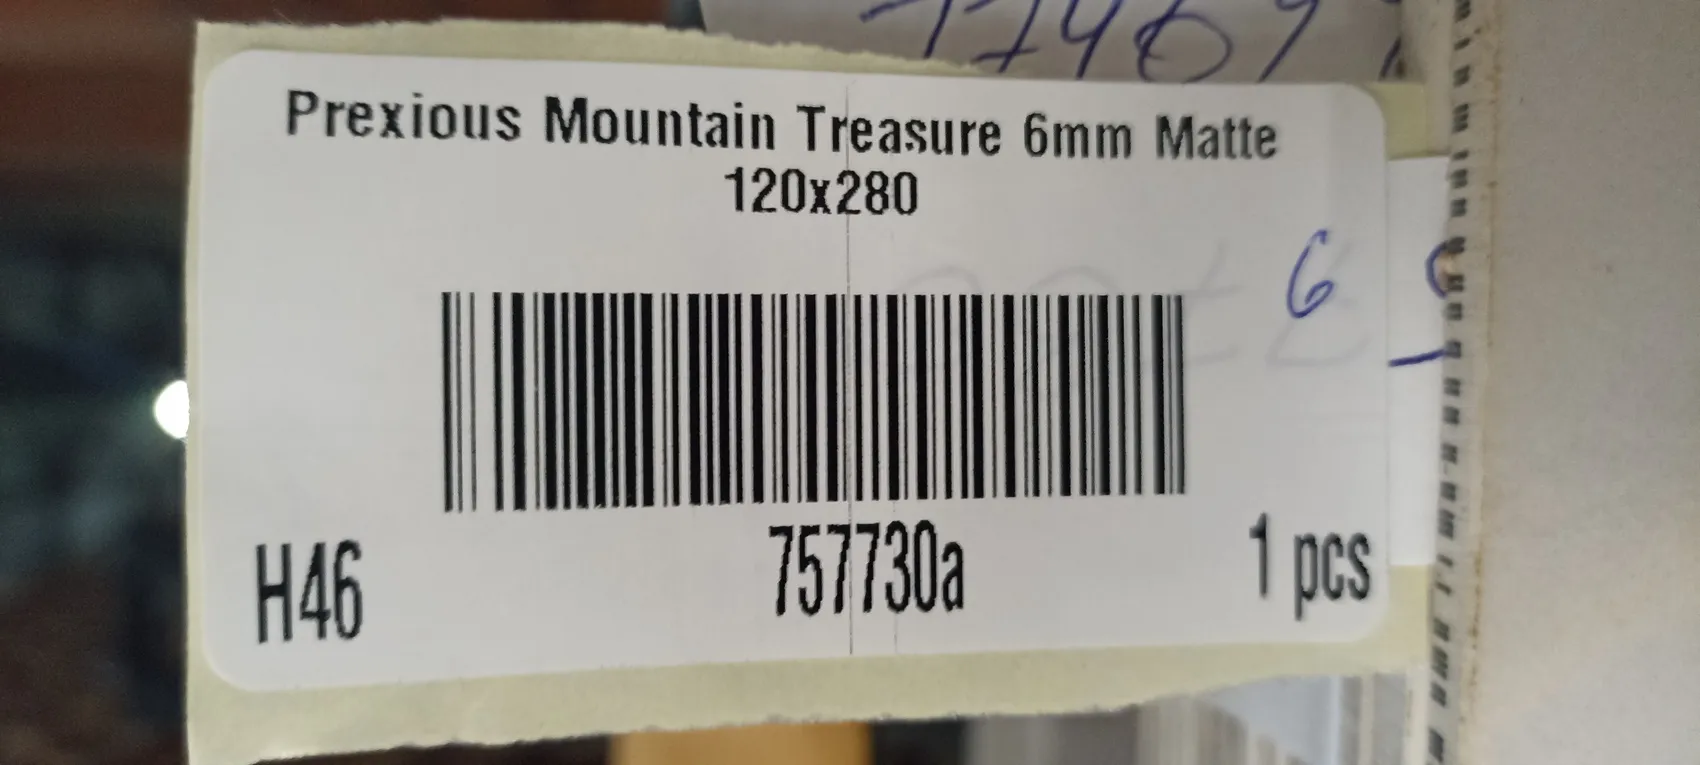 Prexious Mountain Treasure 6mm Matte
120x280
6
H46 757730a 1 pcs